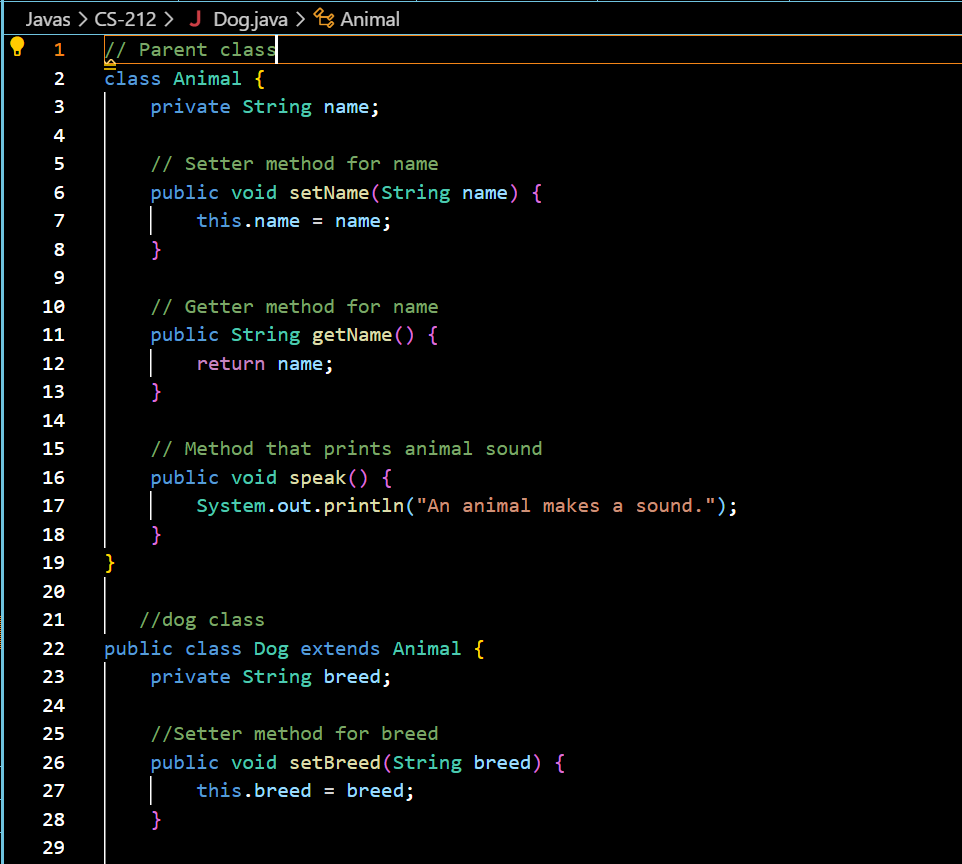 Javas > CS-212 > J Dog.java > Animal
1 // Parent class
2 class Animal {
3     private String name;
4
5     // Setter method for name
6     public void setName(String name) {
7         this.name = name;
8     }
9
10     // Getter method for name
11     public String getName() {
12         return name;
13     }
14
15     // Method that prints animal sound
16     public void speak() {
17         System.out.println("An animal makes a sound.");
18     }
19 }
20
21    //dog class
22 public class Dog extends Animal {
23     private String breed;
24
25     //Setter method for breed
26     public void setBreed(String breed) {
27         this.breed = breed;
28     }
29